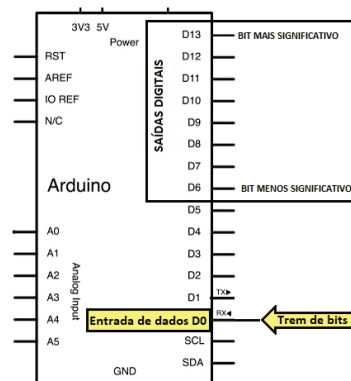 3V3 5V
Power
RST
AREF
IO REF
N/C
Arduino
A0
A1
A2
A3
A4
A5
Analog Input
SAÍDAS DIGITAIS
D13
D12
D11
D10
D9
D8
D7
D6
D5
D4
D3
D2
D1
TX
RX
Entrada de dados D0
SCL
SDA
GND
BIT MAIS SIGNIFICATIVO
BIT MENOS SIGNIFICATIVO
Trem de bits